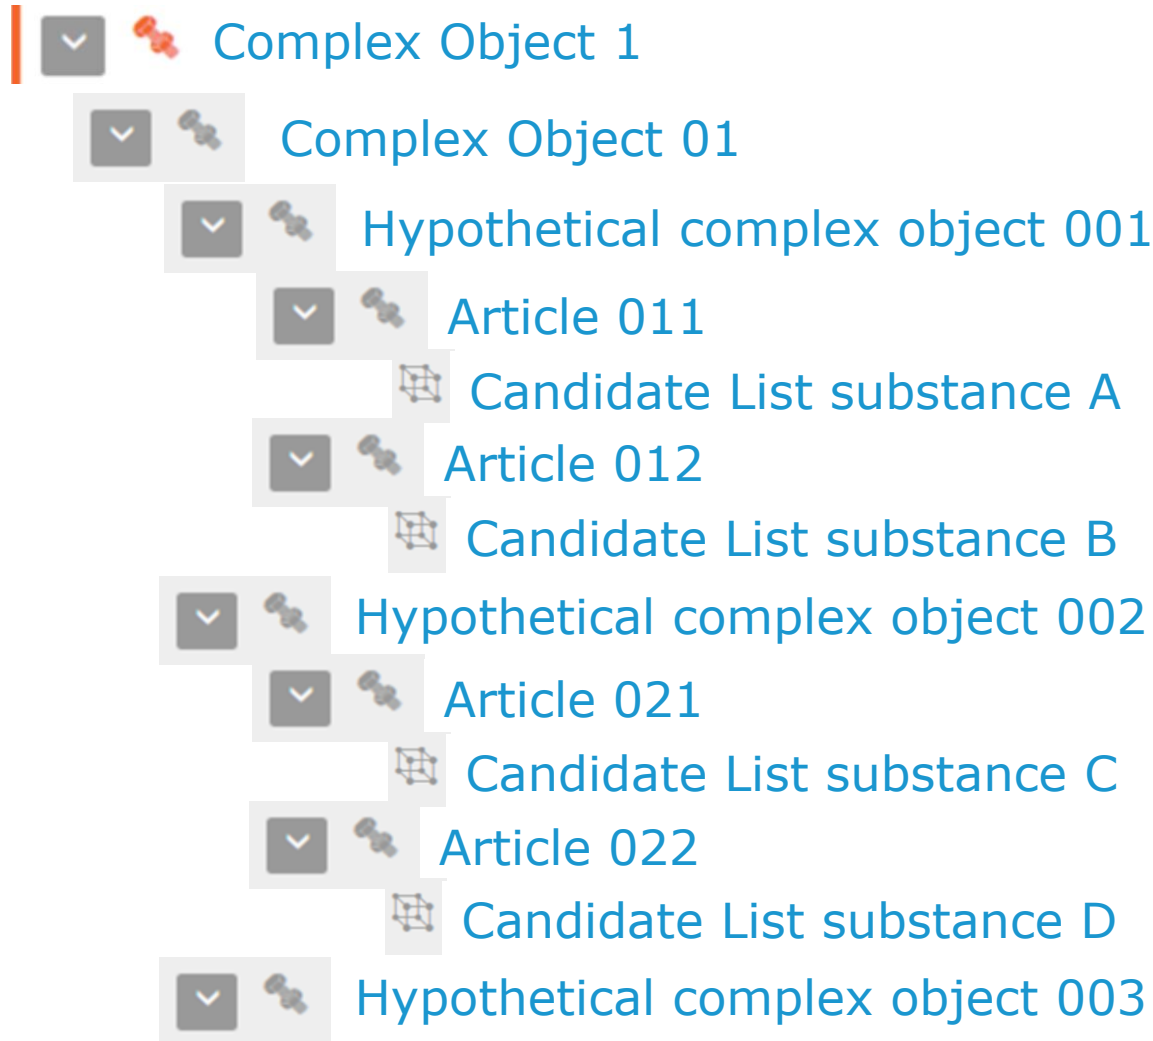 Complex Object 1
Complex Object 01
Hypothetical complex object 001
Article 011
Candidate List substance A
Article 012
Candidate List substance B
Hypothetical complex object 002
Article 021
Candidate List substance C
Article 022
Candidate List substance D
Hypothetical complex object 003